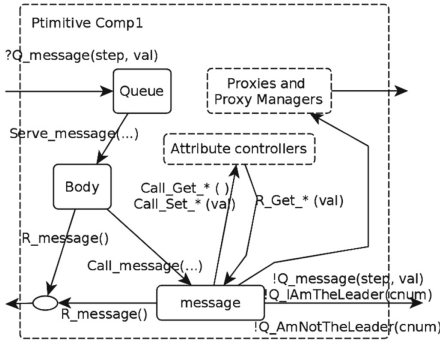 Ptimitive Comp1
?Q_message(step, val)
Queue
Proxies and
Proxy Managers
Serve_message(...)
Attribute controllers
Body
Call_Get_* ( )
Call_Set_* (val)
R_Get_* (val)
R_message()
Call_message(...)
!Q_message(step, val)
!Q_IAmTheLeader(cnum)
message
R_message()
!Q_AmNotTheLeader(cnum)